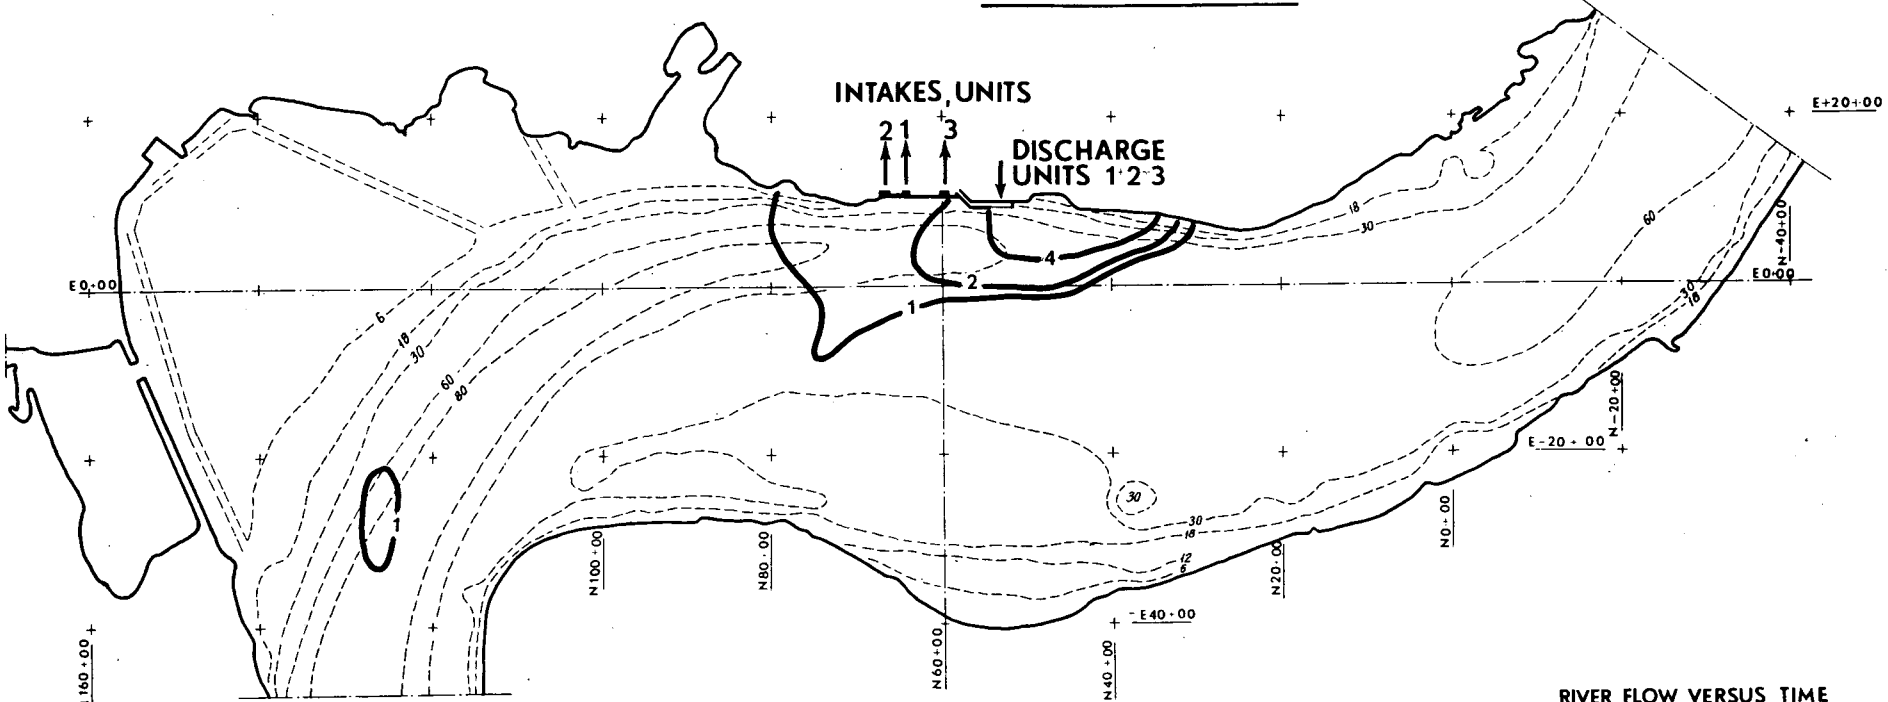 INTAKES, UNITS
2 1 3
DISCHARGE
UNITS 1·2·3
E+20+00
N-40+00
E0+00
E0+00
18
30
60
6
18
30
60
80
4
2
1
1
30
18
N-20+00
E-20+00
30
30
18
12
6
N100+00
N80+00
N60+00
N40+00
N20+00
N0+00
-E40+00
160+00
RIVER FLOW VERSUS TIME